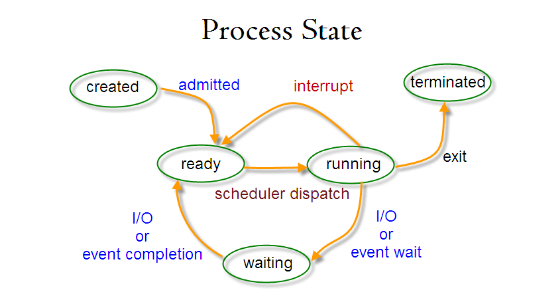 Process State
created
admitted
interrupt
terminated
ready
running
exit
scheduler dispatch
I/O
or
event completion
I/O
or
event wait
waiting